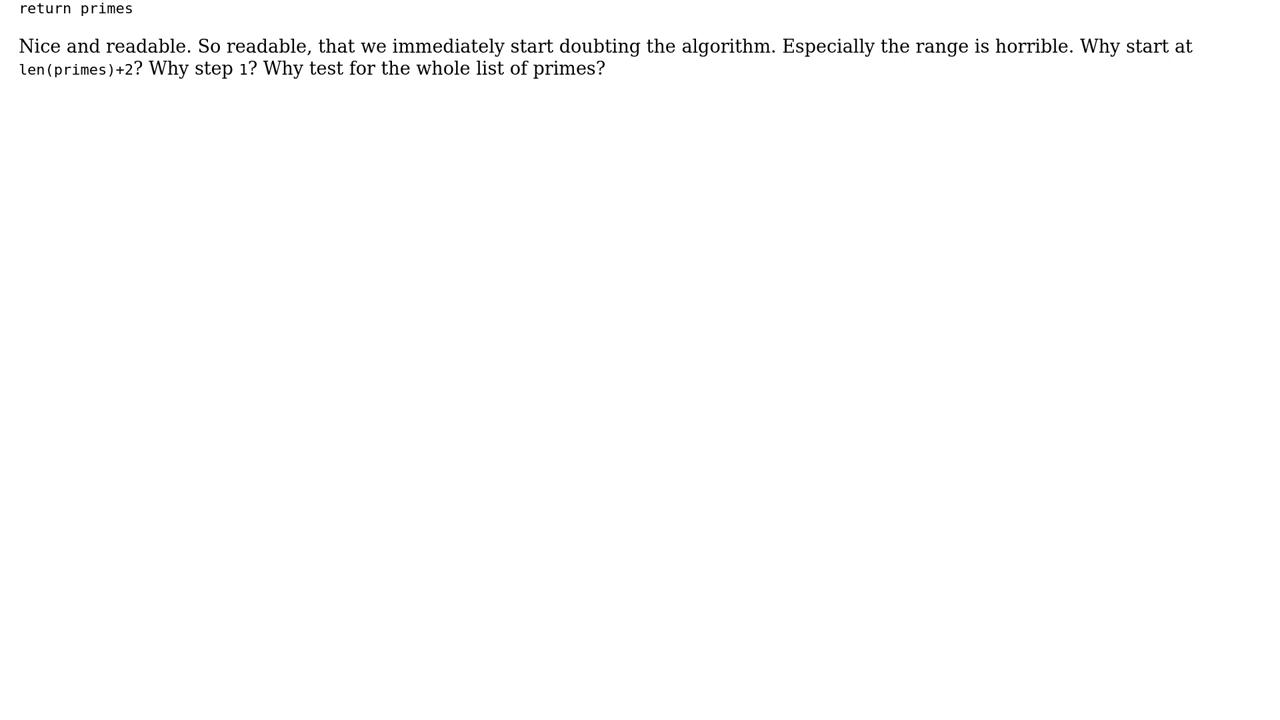 return primes
Nice and readable. So readable, that we immediately start doubting the algorithm. Especially the range is horrible. Why start at
len(primes)+2? Why step 1? Why test for the whole list of primes?